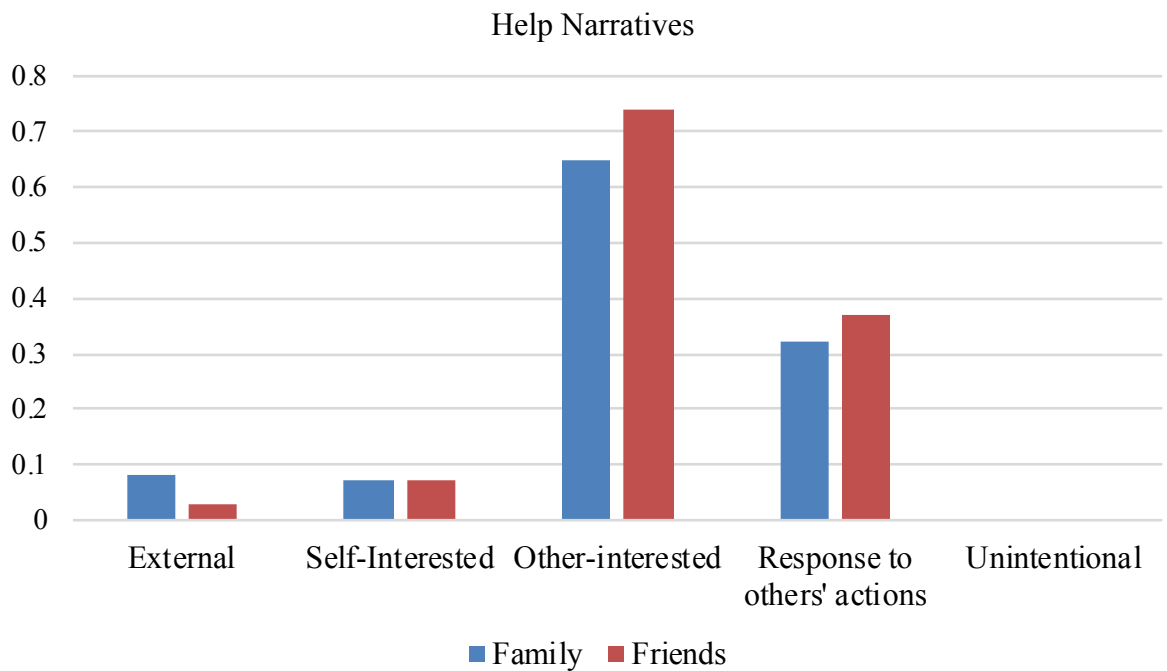 Help Narratives
0.8
0.7
0.6
0.5
0.4
0.3
0.2
0.1
0
External Self-Interested Other-interested Response to Unintentional
others' actions
Family Friends